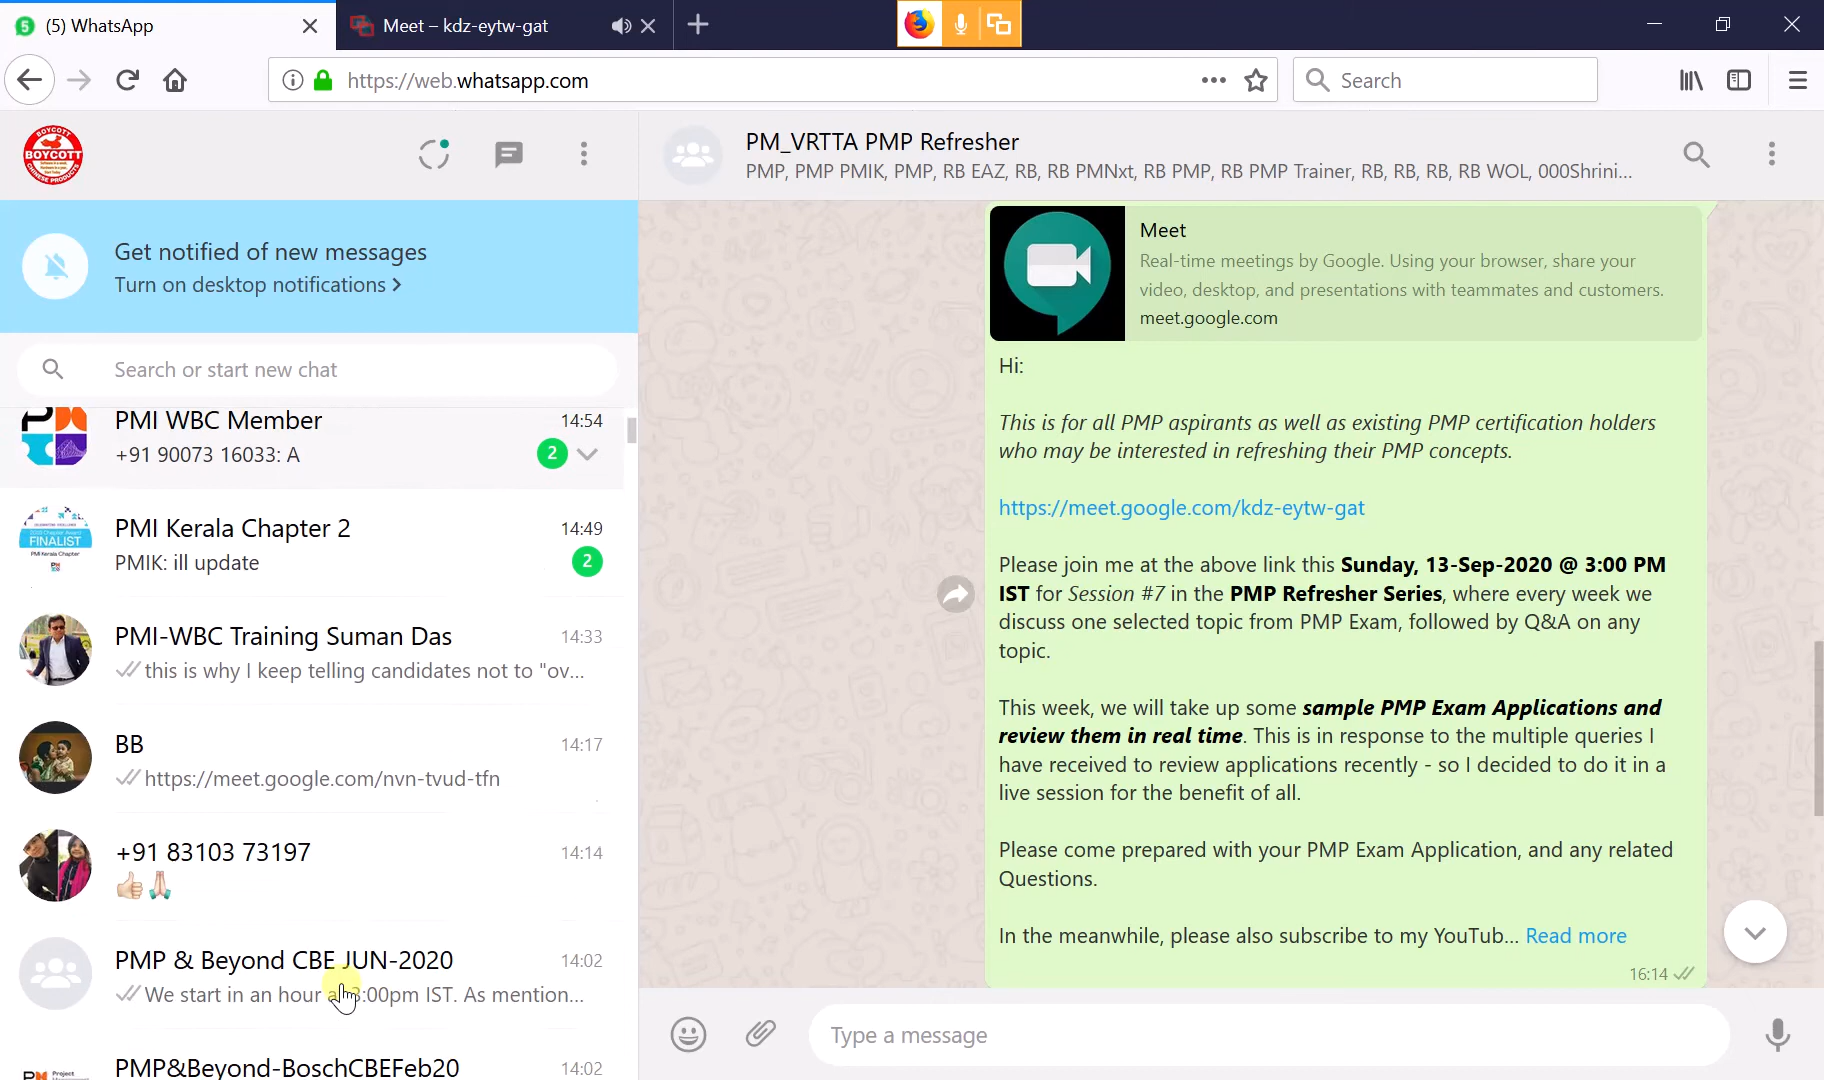 (5) WhatsApp
Meet – kdz-eytw-gat
https://web.whatsapp.com
Search
BOYCOTT
CHINESE PRODUCTS
PM_VRTTA PMP Refresher
PMP, PMP PMIK, PMP, RB EAZ, RB, RB PMNxt, RB PMP, RB PMP Trainer, RB, RB, RB, RB WOL, 000Shrini...
Get notified of new messages
Turn on desktop notifications >
Search or start new chat
PMI WBC Member
14:54
+91 90073 16033: A
2
FINALIST
PMI Kerala Chapter
PMI Kerala Chapter 2
14:49
PMIK: ill update
2
PMI-WBC Training Suman Das
14:33
this is why I keep telling candidates not to "ov...
BB
14:17
https://meet.google.com/nvn-tvud-tfn
+91 83103 73197
14:14
👍🏻🙏🏻
PMP & Beyond CBE JUN-2020
14:02
We start in an hour a 3:00pm IST. As mention...
Project
PMP&Beyond-BoschCBEFeb20
14:02
Meet
Real-time meetings by Google. Using your browser, share your
video, desktop, and presentations with teammates and customers.
meet.google.com
Hi:
This is for all PMP aspirants as well as existing PMP certification holders
who may be interested in refreshing their PMP concepts.
https://meet.google.com/kdz-eytw-gat
Please join me at the above link this Sunday, 13-Sep-2020 @ 3:00 PM
IST for Session #7 in the PMP Refresher Series, where every week we
discuss one selected topic from PMP Exam, followed by Q&A on any
topic.
This week, we will take up some sample PMP Exam Applications and
review them in real time. This is in response to the multiple queries I
have received to review applications recently - so I decided to do it in a
live session for the benefit of all.
Please come prepared with your PMP Exam Application, and any related
Questions.
In the meanwhile, please also subscribe to my YouTub... Read more
16:14
Type a message